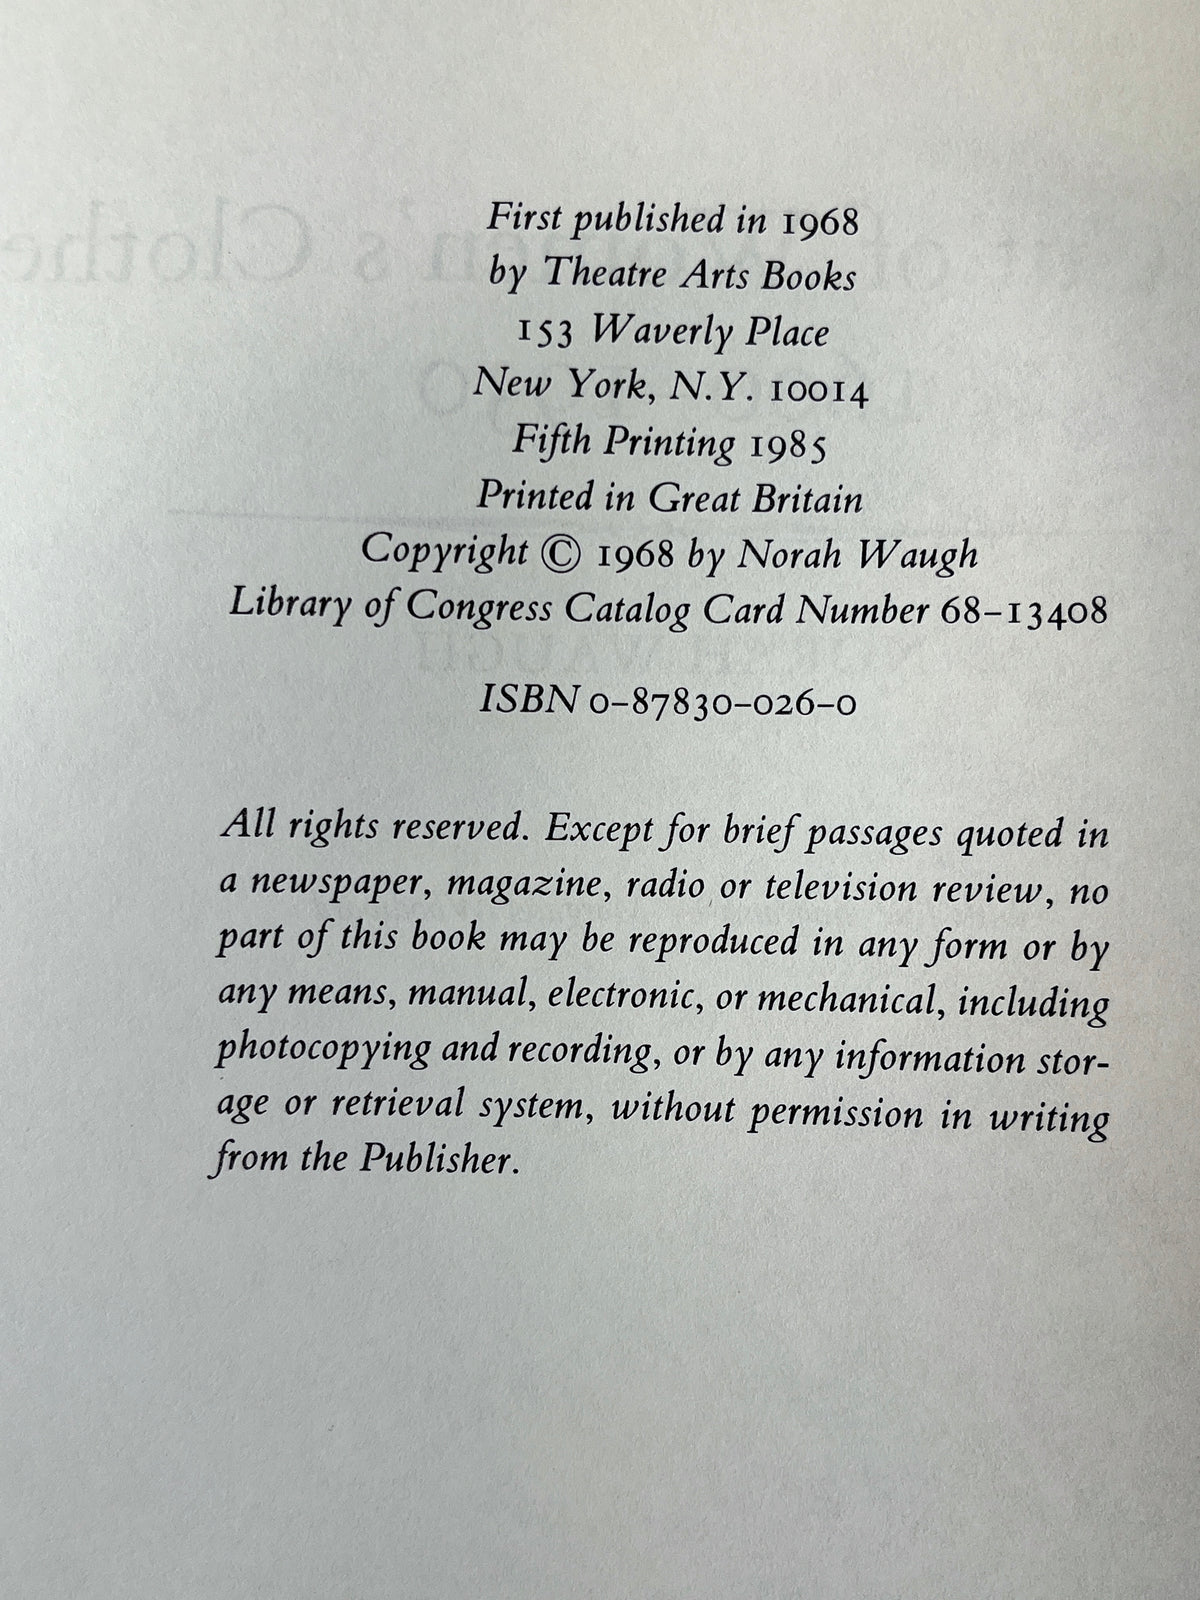 First published in 1968
by Theatre Arts Books
153 Waverly Place
New York, N.Y. 10014
Fifth Printing 1985
Printed in Great Britain
Copyright © 1968 by Norah Waugh
Library of Congress Catalog Card Number 68–13408
ISBN 0–87830–026–0
All rights reserved. Except for brief passages quoted in
a newspaper, magazine, radio or television review, no
part of this book may be reproduced in any form or by
any means, manual, electronic, or mechanical, including
photocopying and recording, or by any information stor-
age or retrieval system, without permission in writing
from the Publisher.